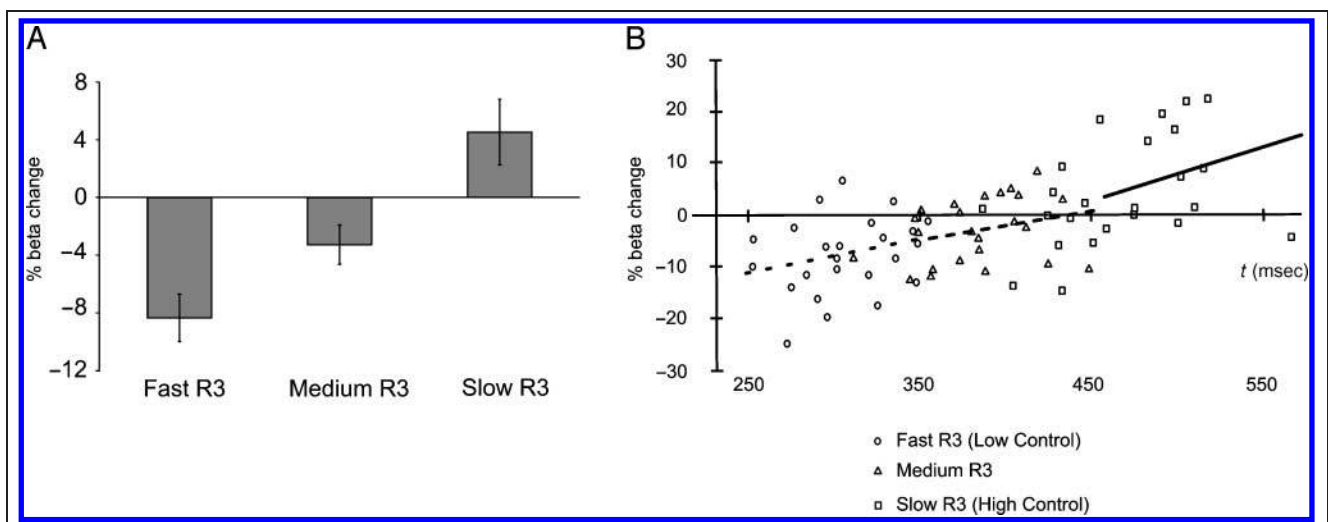 A
% beta change
8
4
0
−4
−8
−12
Fast R3 Medium R3 Slow R3
B
% beta change
30
20
10
0
−10
−20
−30
t (msec)
250 350 450 550
Fast R3 (Low Control)
Medium R3
Slow R3 (High Control)